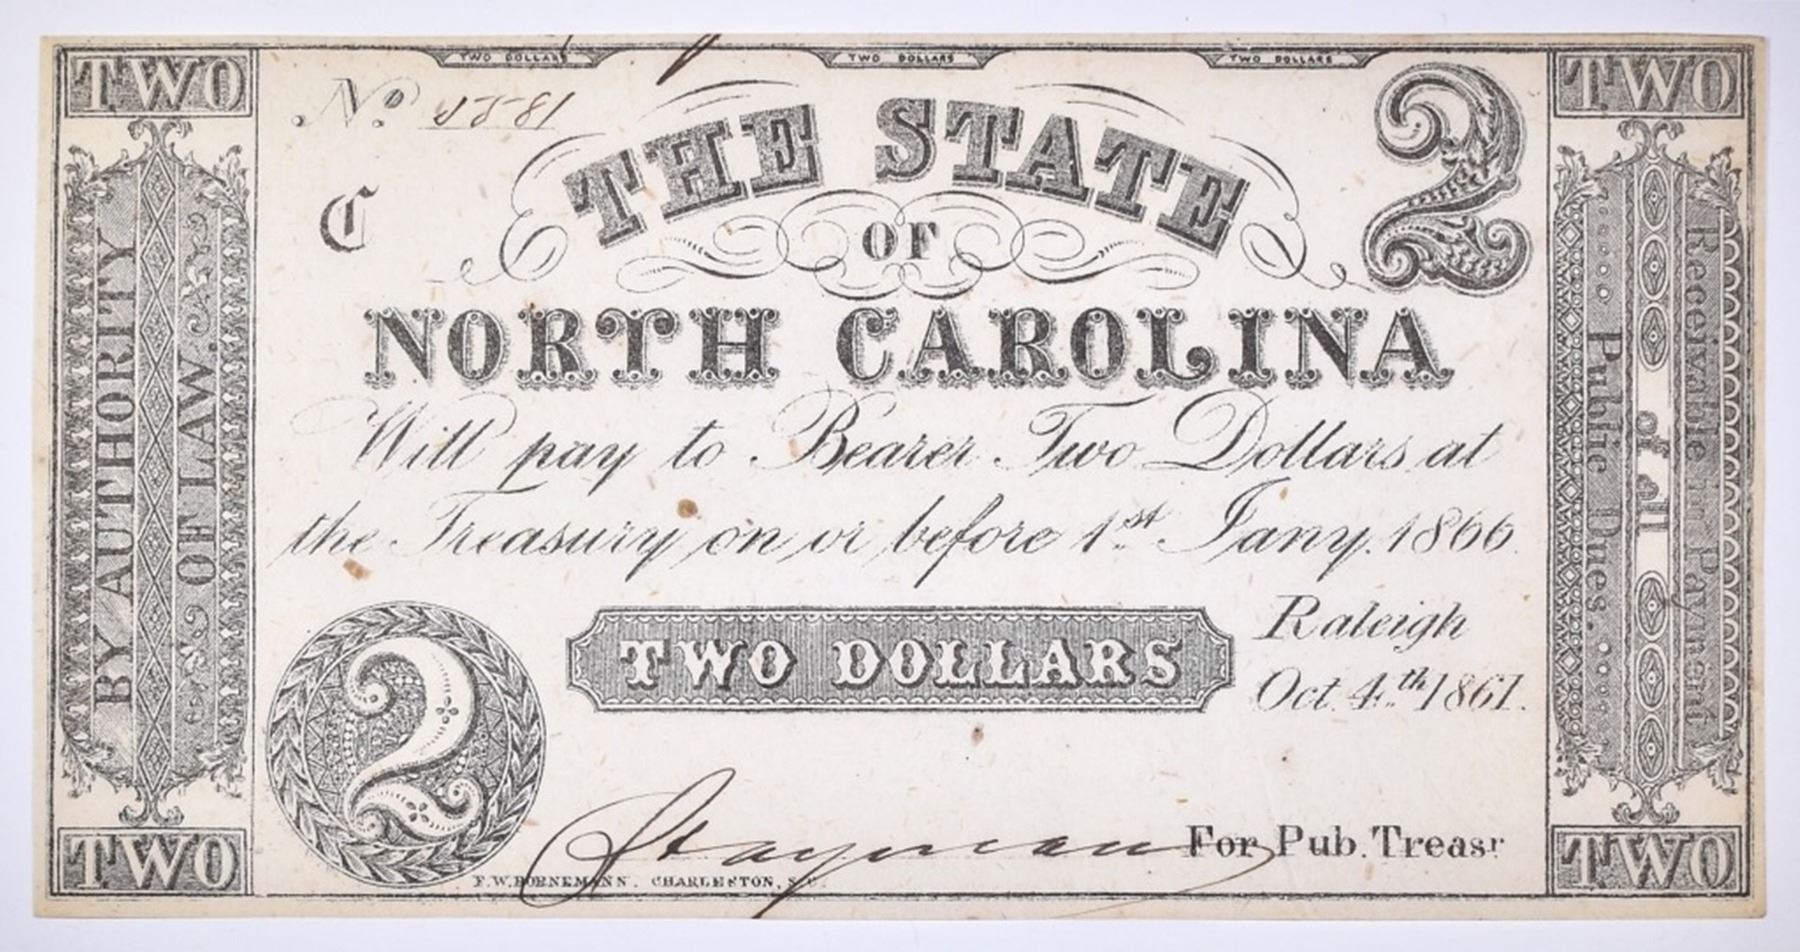 TWO
TWO DOLLARS
TWO DOLLARS
TWO DOLLARS
TWO
No.
C
THE STATE
2
OF
NORTH CAROLINA
Will pay to Bearer Two Dollars at
the Treasury on or before 1st Jany. 1866.
BY AUTHORITY
OF LAW.
Receivable in Payment
of all
Public Dues.
2
TWO DOLLARS
Raleigh
Oct. 4th 1861.
For Pub. Treasr
F.W. BORNEMANN. CHARLESTON, S.C.
TWO
TWO